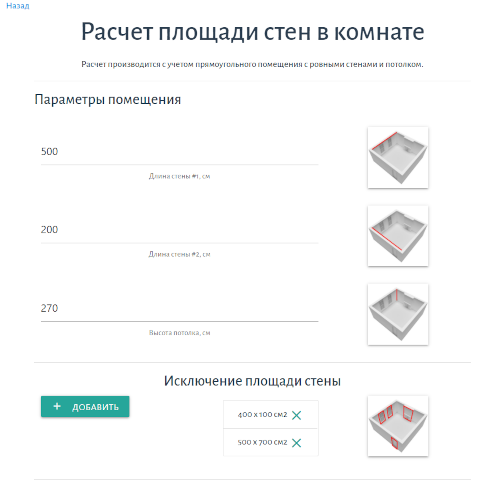 Назад
Расчет площади стен в комнате
Расчет производится с учетом прямоугольного помещения с ровными стенами и потолком.
Параметры помещения
500
Длина стены #1, см
200
Длина стены #2, см
270
Высота потолка, см
Исключение площади стены
+ ДОБАВИТЬ
400 x 100 см2
500 x 700 см2